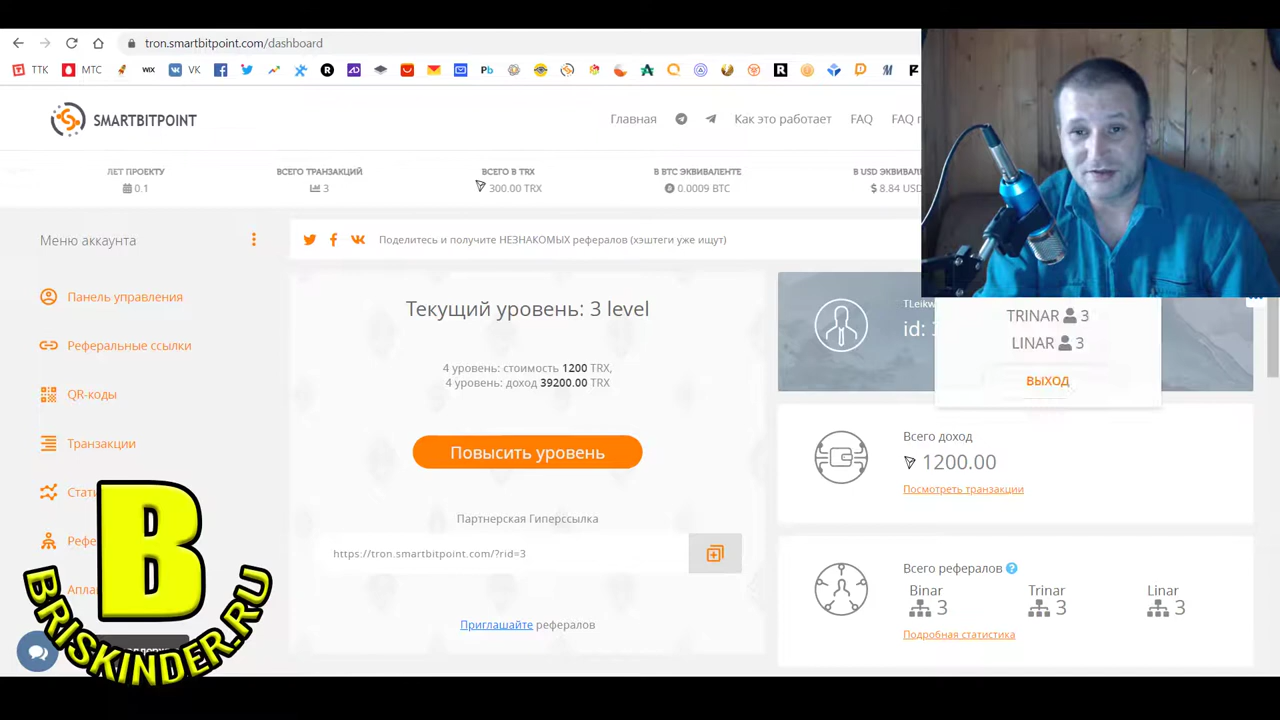 tron.smartbitpoint.com/dashboard
ТТК МТС WIX VK
SMARTBITPOINT
Главная Как это работает FAQ FAQ
ЛЕТ ПРОЕКТУ
0.1
ВСЕГО ТРАНЗАКЦИЙ
3
ВСЕГО В TRX
300.00 TRX
В BTC ЭКВИВАЛЕНТЕ
0.0009 BTC
В USD
$ 8.84
Меню аккаунта
Поделитесь и получите НЕЗНАКОМЫХ рефералов (хэштеги уже ищут)
Панель управления
Реферальные ссылки
QR-коды
Транзакции
Текущий уровень: 3 level
4 уровень: стоимость 1200 TRX,
4 уровень: доход 39200.00 TRX
Повысить уровень
Партнерская Гиперссылка
https://tron.smartbitpoint.com/?rid=3
Приглашайте рефералов
id:
TRINAR 3
LINAR 3
ВЫХОД
Всего доход
1200.00
Посмотреть транзакции
Всего рефералов
Binar
3
Trinar
3
Linar
3
Подробная статистика
B
BRISKINDER.RU